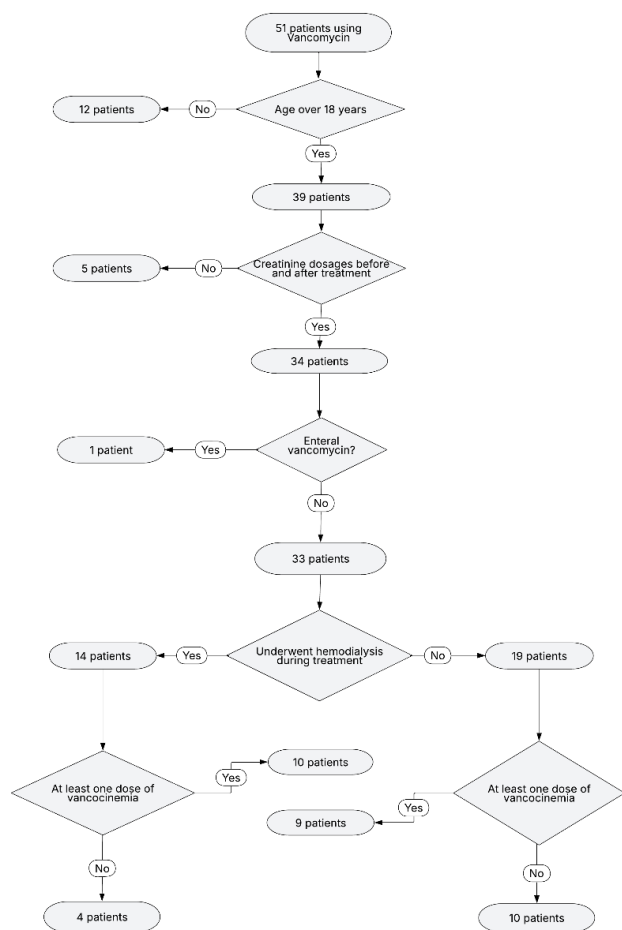 51 patients using
Vancomycin
Age over 18 years
No
12 patients
Yes
39 patients
Creatinine dosages before
and after treatment
No
5 patients
Yes
34 patients
Enteral
vancomycin?
Yes
1 patient
No
33 patients
Underwent hemodialysis
during treatment
Yes
14 patients
No
19 patients
At least one dose of
vancocinemia
Yes
10 patients
No
4 patients
At least one dose of
vancocinemia
Yes
9 patients
No
10 patients